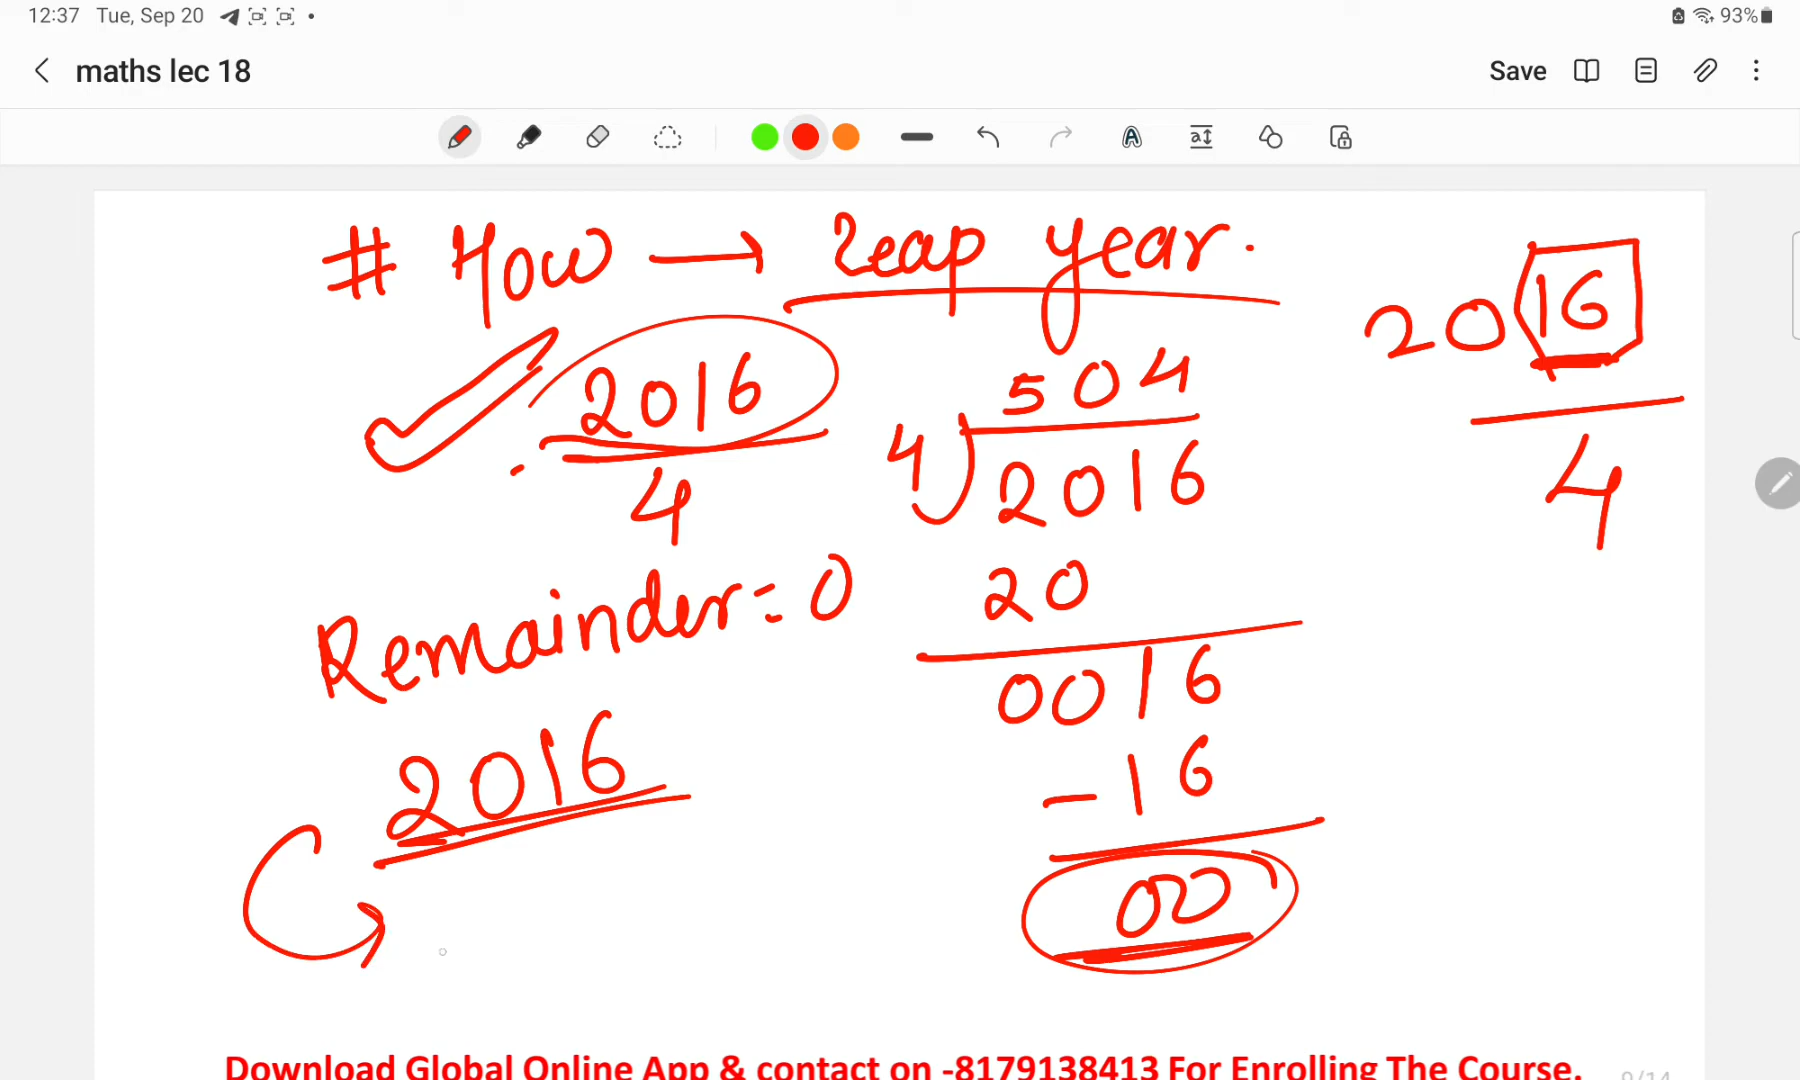 12:37 Tue, Sep 20 93%
maths lec 18 Save
# How → Leap year.
2016
4
Remainder = 0
2016
504
4)2016
20
0016
-16
00
2016
4
Download Global Online App & contact on -8179138413 For Enrolling The Course.
9/14